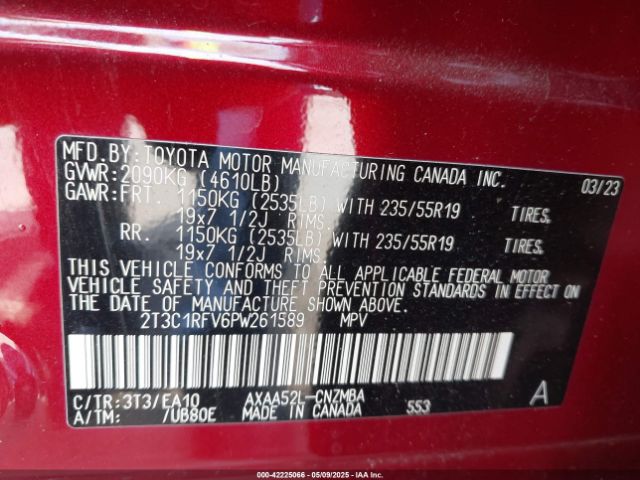 MFD.BY:TOYOTA MOTOR MANUFACTURING CANADA INC.
GVWR:2090KG (4610LB) 03/23
GAWR:FRT. 1150KG (2535LB) WITH 235/55R19 TIRES,
19x7 1/2J RIMS,
RR. 1150KG (2535LB) WITH 235/55R19 TIRES,
19x7 1/2J RIMS,
THIS VEHICLE CONFORMS TO ALL APPLICABLE FEDERAL MOTOR
VEHICLE SAFETY AND THEFT PREVENTION STANDARDS IN EFFECT ON
THE DATE OF MANUFACTURE SHOWN ABOVE.
2T3C1RFV6PW261589 MPV
C/TR:3T3/EA10 AXAA52L-CNZMBA A
A/TM: /UB80E MADE IN CANADA 553
000-42225066 - 05/09/2025 - IAAI.COM